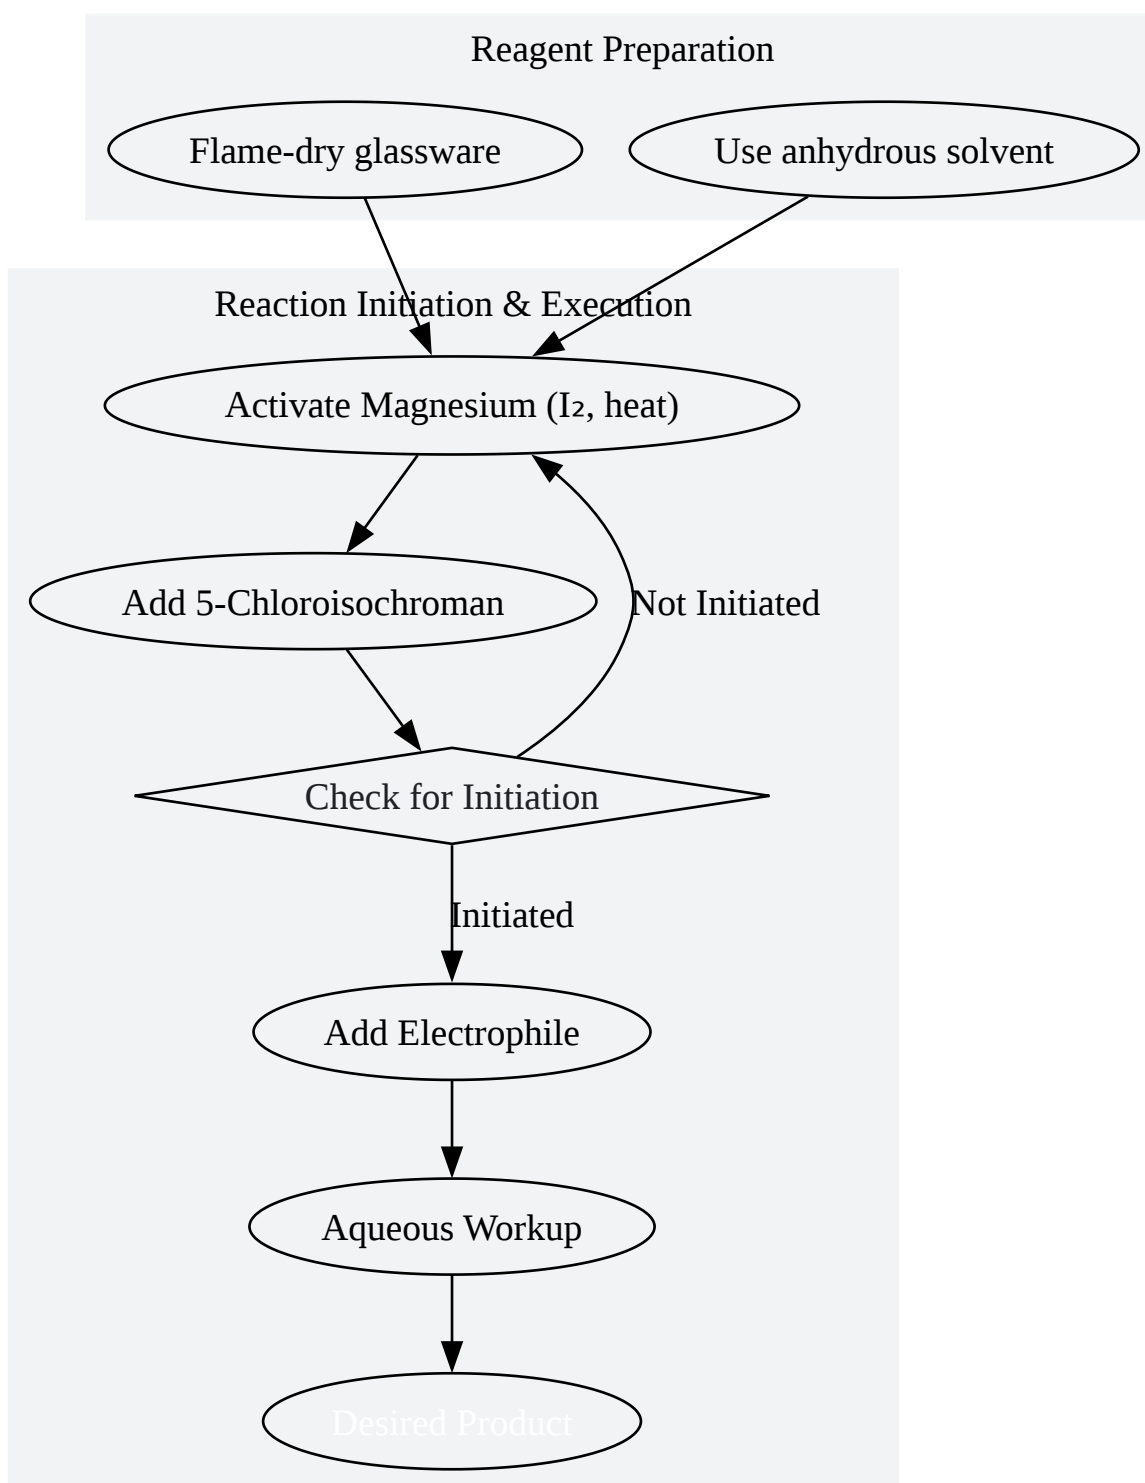 Reagent Preparation
Flame-dry glassware
Use anhydrous solvent
Reaction Initiation & Execution
Activate Magnesium (I₂, heat)
Add 5-Chloroisochroman
Not Initiated
Check for Initiation
Initiated
Add Electrophile
Aqueous Workup
Desired Product